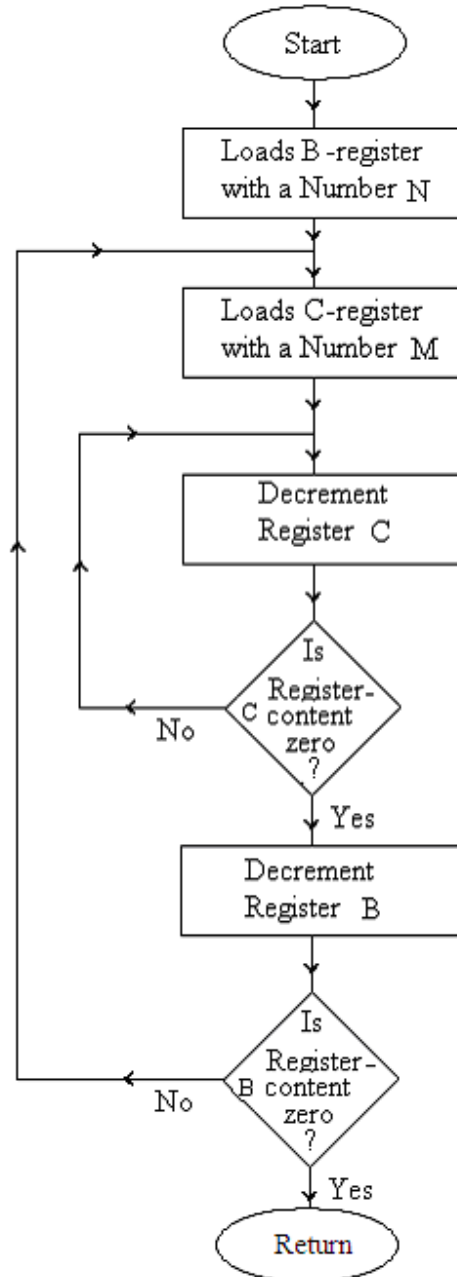 Start
Loads B-register
with a Number N
Loads C-register
with a Number M
Decrement
Register C
Is
Register-
C content
zero
?
No
Yes
Decrement
Register B
Is
Register-
B content
zero
?
No
Yes
Return